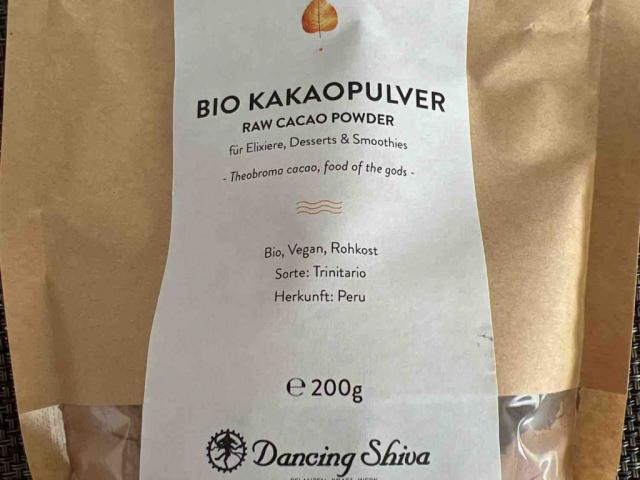 BIO KAKAOPULVER
RAW CACAO POWDER
für Elixiere, Desserts & Smoothies
- Theobroma cacao, food of the gods -
Bio, Vegan, Rohkost
Sorte: Trinitario
Herkunft: Peru
℮ 200g
Dancing Shiva